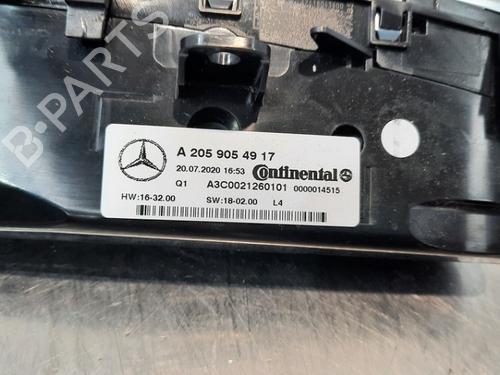 B-PARTS
A 205 905 49 17
20.07.2020 16:53 Continental
Q1 A3C0021260101 0000014515
HW:16-32.00 SW:18-02.00 L4